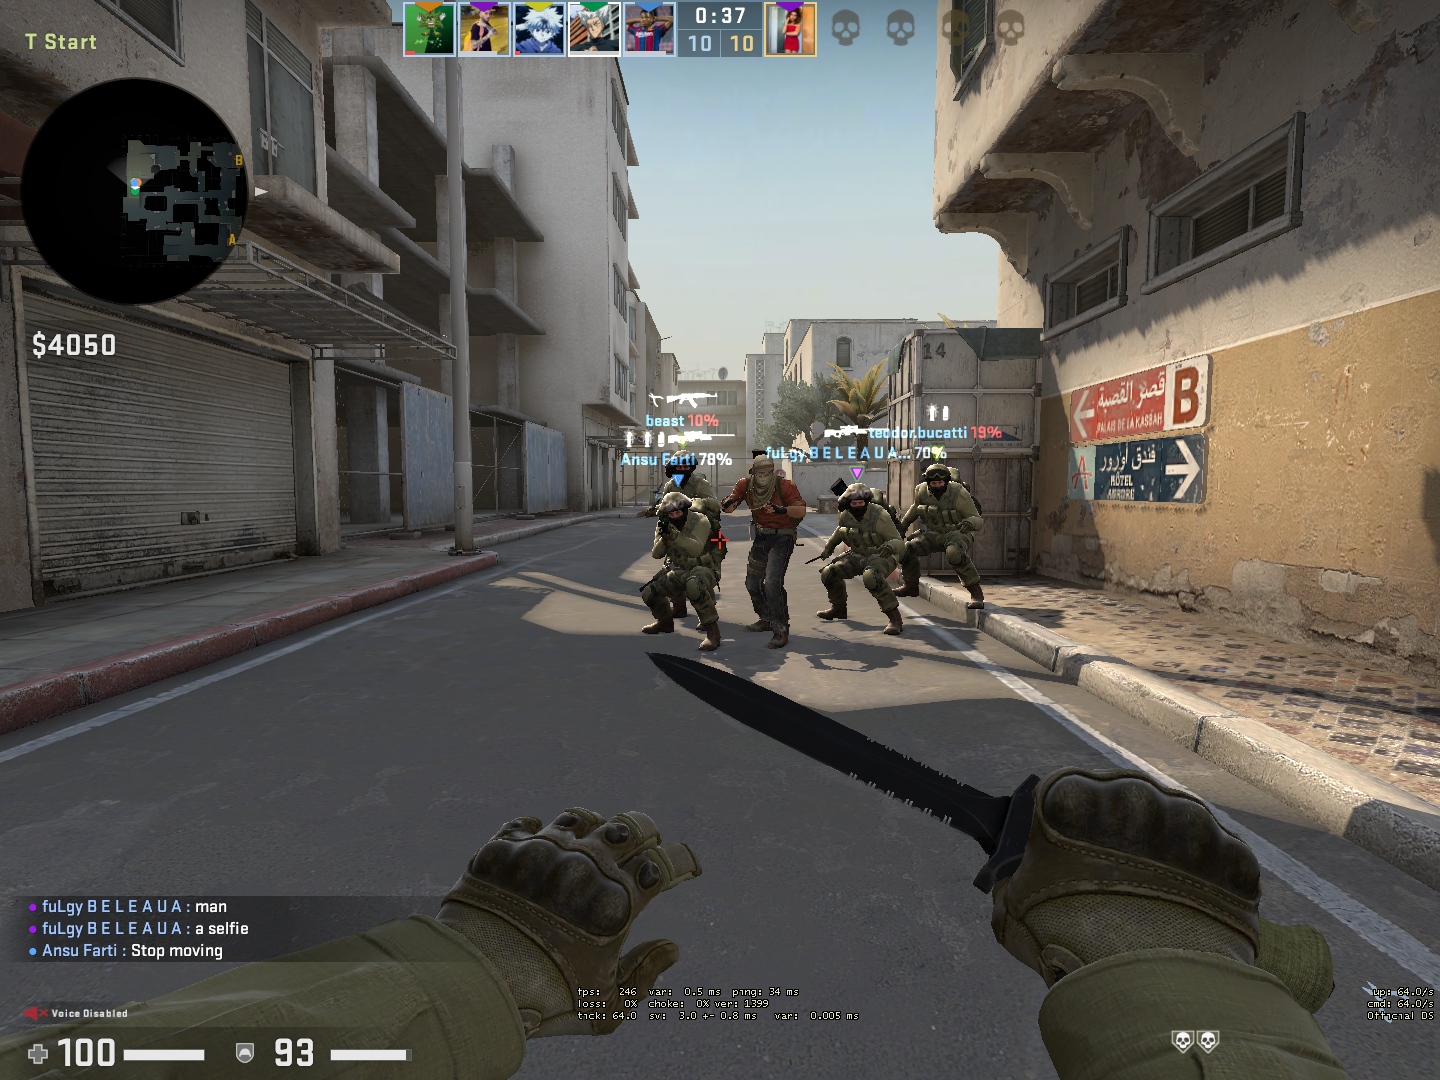 T Start
0:37
10 10
B
A
$4050
14
beast 10%
Ansu Farti 78%
teodor.bucatti 19%
fuLgy B E L E A U A... 70%
قصر القصبة
PALAIS DE LA KASBAH
B
فندق اورور
A
HÔTEL
AURORE
fuLgy B E L E A U A : man
fuLgy B E L E A U A : a selfie
Ansu Farti : Stop moving
Voice Disabled
fps: 246 var: 0.5 ms ping: 34 ms
loss: 0% choke: 0% ver: 1399
tick: 64.0 sv: 3.0 +- 0.8 ms var: 0.005 ms
up: 64.0/s
cmd: 64.0/s
Official DS
100
93